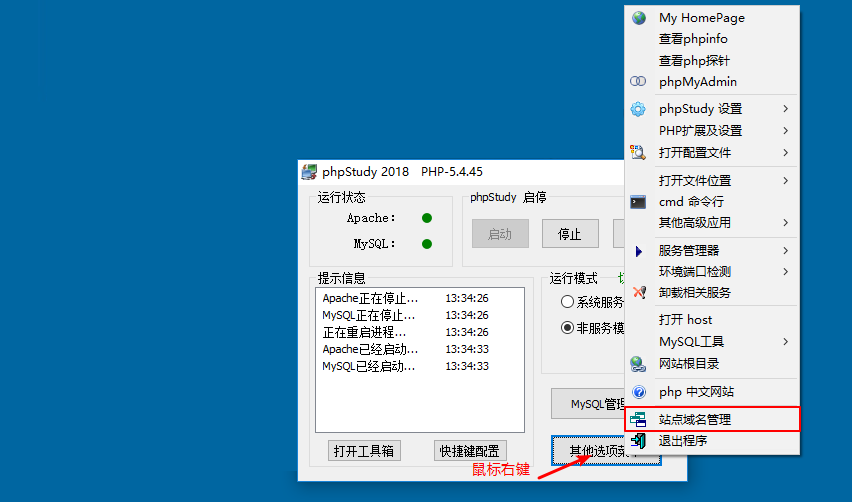 My HomePage
查看phpinfo
查看php探针
phpMyAdmin
phpStudy 设置
PHP扩展及设置
打开配置文件
打开文件位置
cmd 命令行
其他高级应用
服务管理器
环境端口检测
卸载相关服务
打开 host
MySQL工具
网站根目录
php 中文网站
站点域名管理
退出程序
phpStudy 2018 PHP-5.4.45
运行状态
Apache:
MySQL:
phpStudy 启停
启动
停止
提示信息
Apache正在停止... 13:34:26
MySQL正在停止... 13:34:26
正在重启进程... 13:34:26
Apache已经启动... 13:34:33
MySQL已经启动... 13:34:33
运行模式
系统服务
非服务模
MySQL管理
打开工具箱
快捷键配置
其他选项菜
鼠标右键